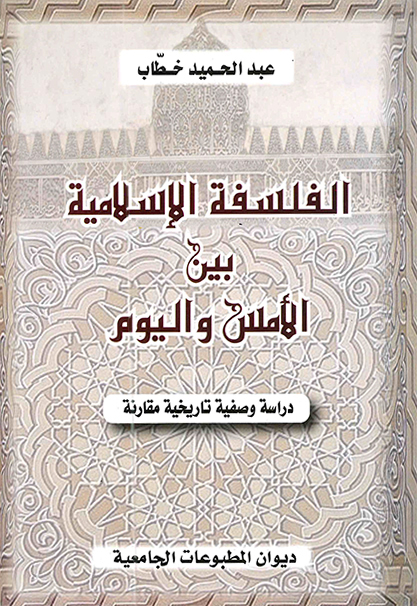 عبد الحميد خطّاب
الفلسفة الإسلامية
بين
الأمس واليوم
دراسة وصفية تاريخية مقارنة
ديوان المطبوعات الجامعية